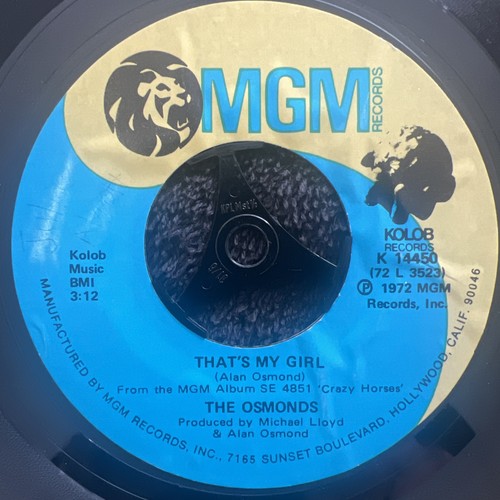 MGM
RECORDS
KOLOB
RECORDS
K 14450
(72 L 3523)
Ⓟ 1972 MGM
Records, Inc.
Kolob
Music
BMI
3:12
THAT'S MY GIRL
(Alan Osmond)
From the MGM Album SE 4851 'Crazy Horses'
THE OSMONDS
Produced by Michael Lloyd
& Alan Osmond
MANUFACTURED BY MGM RECORDS, INC., 7165 SUNSET BOULEVARD, HOLLYWOOD, CALIF. 90046